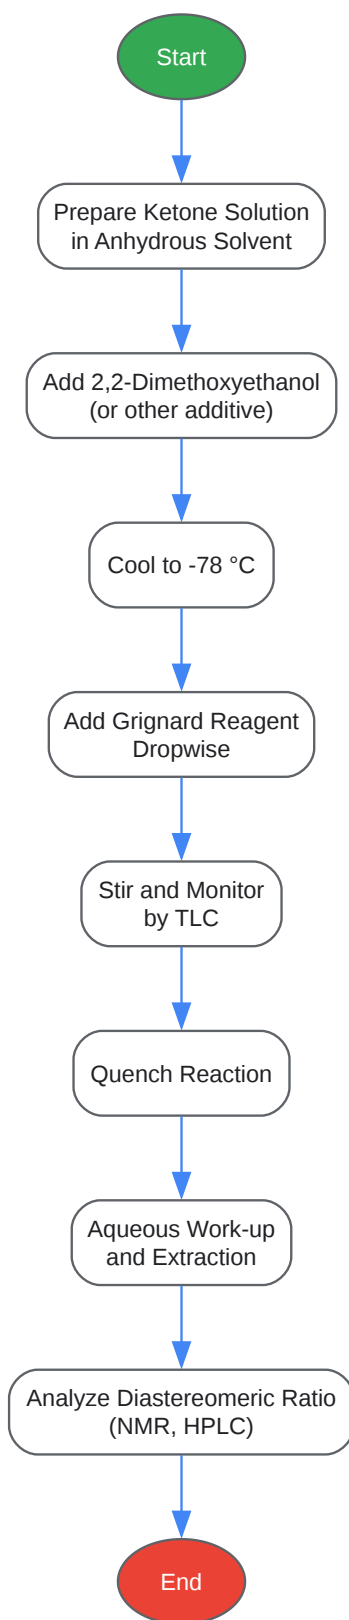 Start
Prepare Ketone Solution
in Anhydrous Solvent
Add 2,2-Dimethoxyethanol
(or other additive)
Cool to -78 °C
Add Grignard Reagent
Dropwise
Stir and Monitor
by TLC
Quench Reaction
Aqueous Work-up
and Extraction
Analyze Diastereomeric Ratio
(NMR, HPLC)
End